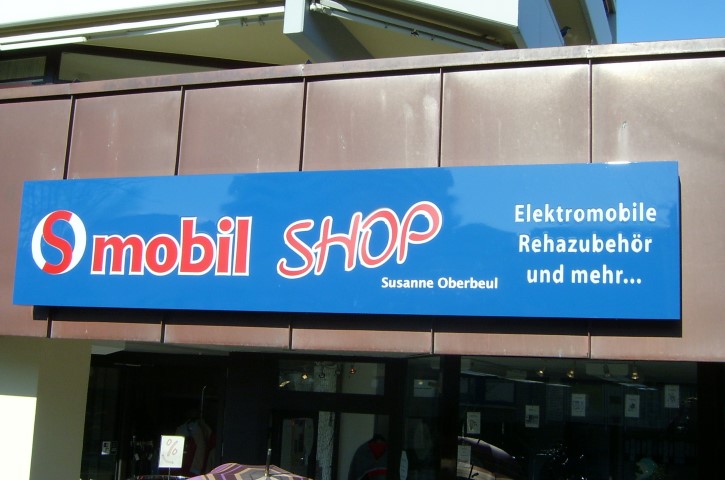 S mobil SHOP
Susanne Oberbeul
Elektromobile
Rehazubehör
und mehr...
%